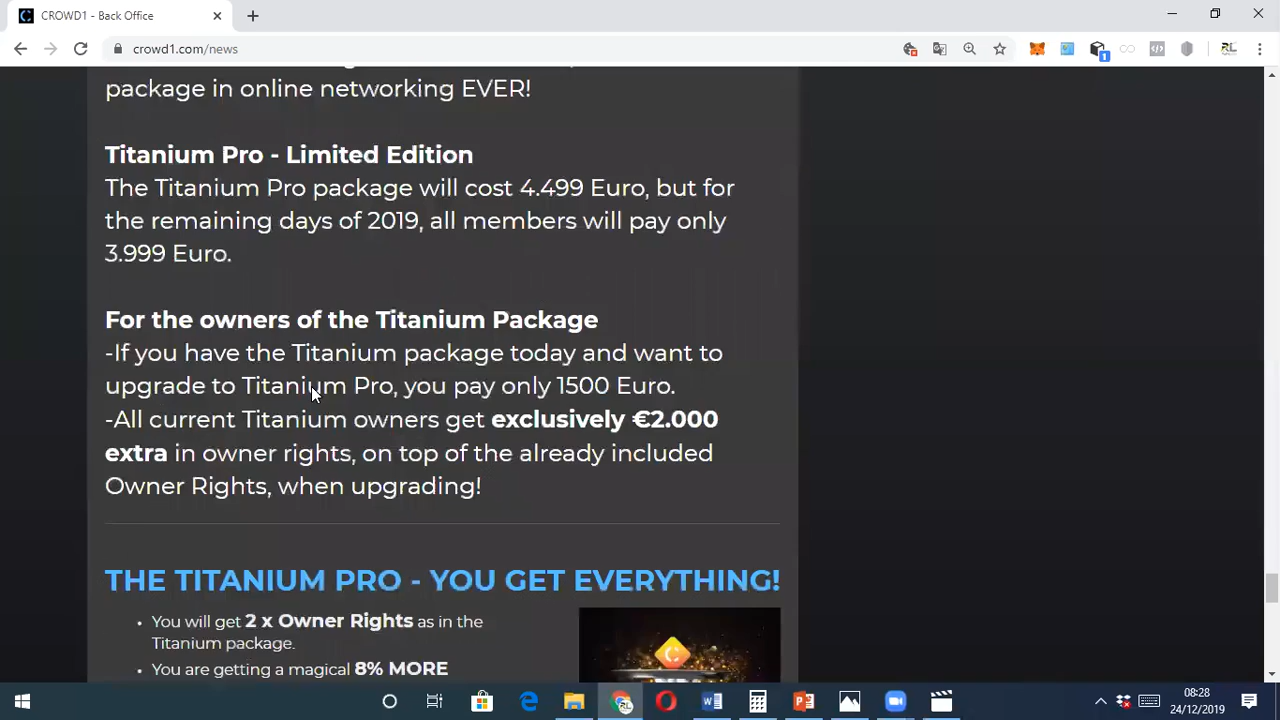 CROWD1 - Back Office
crowd1.com/news
package in online networking EVER!
Titanium Pro - Limited Edition
The Titanium Pro package will cost 4.499 Euro, but for
the remaining days of 2019, all members will pay only
3.999 Euro.
For the owners of the Titanium Package
-If you have the Titanium package today and want to
upgrade to Titanium Pro, you pay only 1500 Euro.
-All current Titanium owners get exclusively €2.000
extra in owner rights, on top of the already included
Owner Rights, when upgrading!
THE TITANIUM PRO - YOU GET EVERYTHING!
• You will get 2 x Owner Rights as in the
Titanium package.
• You are getting a magical 8% MORE
08:28
24/12/2019